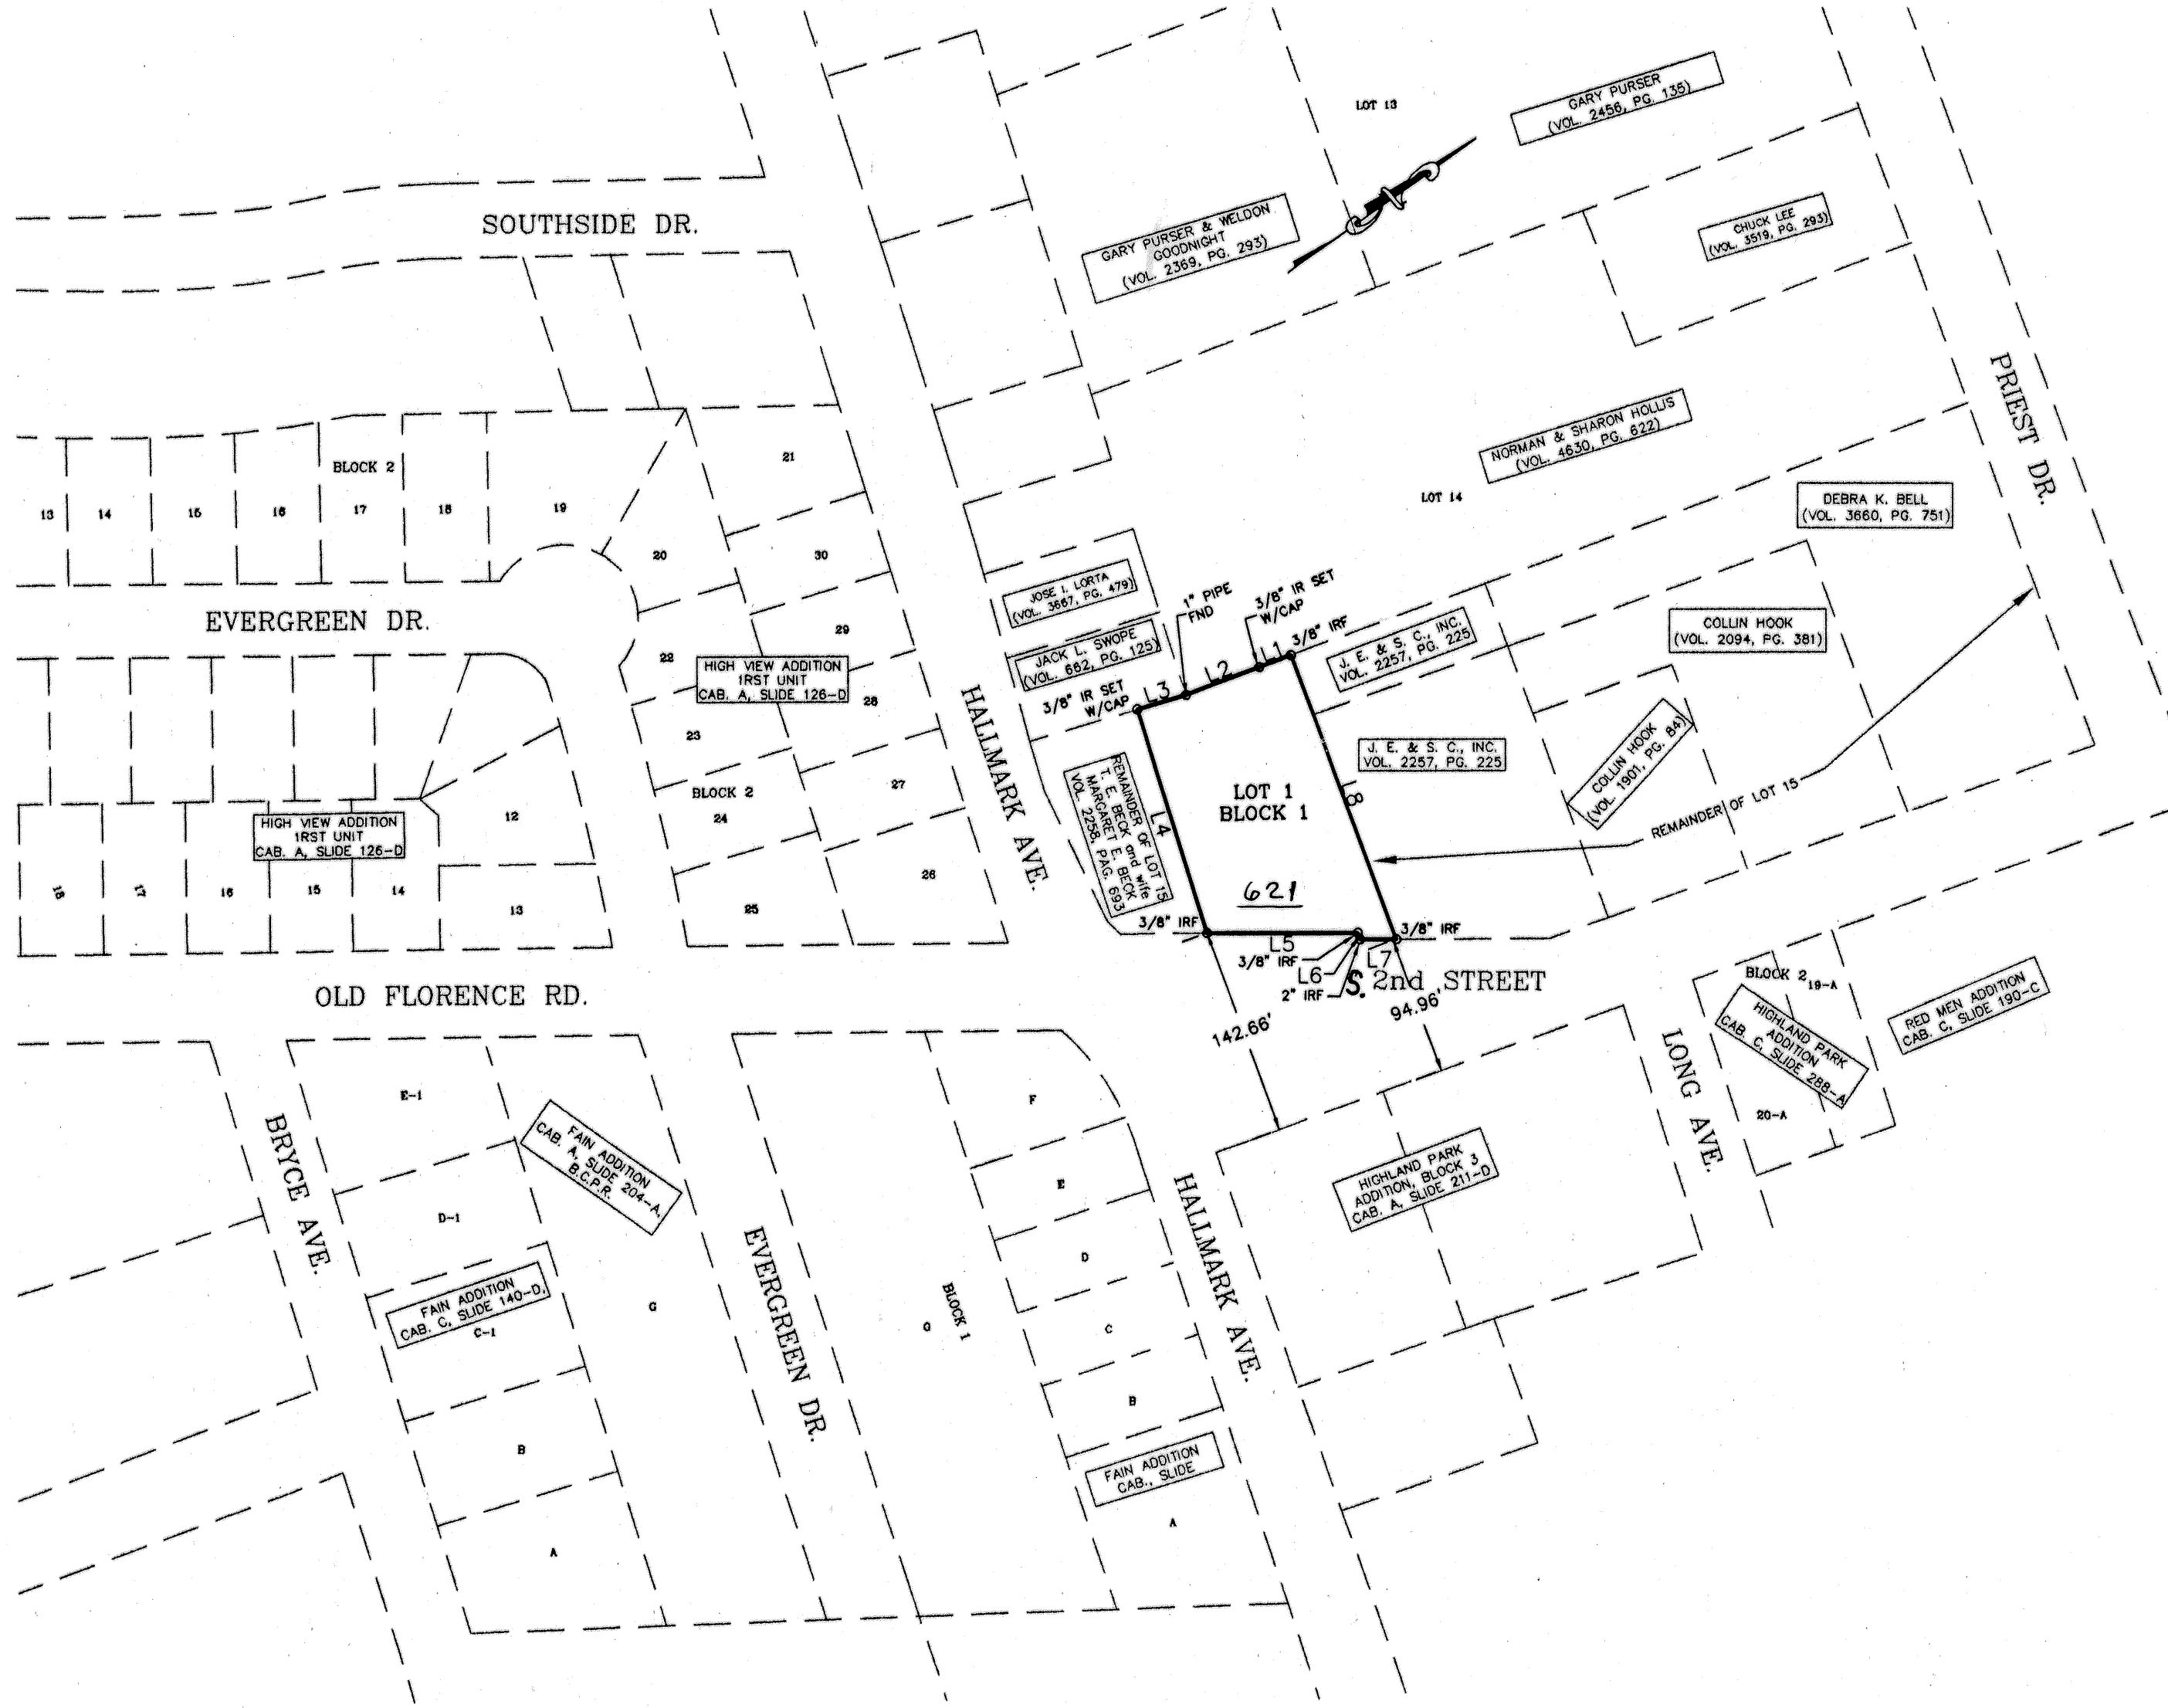 LOT 13
GARY PURSER
(VOL. 2456, PG. 135)
SOUTHSIDE DR.
GARY PURSER & WELDON
GOODNIGHT
(VOL. 2369, PG. 293)
CHUCK LEE
(VOL. 3519, PG. 293)
PRIEST DR.
NORMAN & SHARON HOLLIS
(VOL. 4630, PG. 622)
LOT 14
DEBRA K. BELL
(VOL. 3660, PG. 751)
BLOCK 2
13
14
15
16
17
18
19
20
21
30
29
22
28
23
27
24
26
25
BLOCK 2
EVERGREEN DR.
HIGH VIEW ADDITION
1RST UNIT
CAB. A, SLIDE 126-D
JOSE I. LORTA
(VOL. 3667, PG. 479)
JACK L. SWOPE
(VOL. 662, PG. 125)
1" PIPE
FND
3/8" IR SET
W/CAP
3/8" IRF
3/8" IR SET
W/CAP
L1
L2
L3
J. E. & S. C., INC.
VOL. 2257, PG. 225
COLLIN HOOK
(VOL. 2094, PG. 381)
HALLMARK AVE.
J. E. & S. C., INC.
VOL. 2257, PG. 225
COLLIN HOOK
(VOL. 1901, PG. 84)
REMAINDER OF LOT 15
REMAINDER OF LOT 15
T. E. BECK and wife
MARGARET E. BECK
VOL. 2258, PAG. 693
L4
LOT 1
BLOCK 1
L8
621
HIGH VIEW ADDITION
1RST UNIT
CAB. A, SLIDE 126-D
12
18
17
16
15
14
13
3/8" IRF
L5
3/8" IRF
L6
2" IRF
L7
3/8" IRF
S. 2nd STREET
OLD FLORENCE RD.
142.66'
94.96'
BLOCK 2
19-A
HIGHLAND PARK
ADDITION
CAB. C, SLIDE 288-A
20-A
RED MEN ADDITION
CAB. C, SLIDE 190-C
LONG AVE.
E-1
FAIN ADDITION
CAB. A, SLIDE 204-A,
B.C.P.R.
BRYCE AVE.
D-1
FAIN ADDITION
CAB. C, SLIDE 140-D,
C-1
B
A
G
EVERGREEN DR.
G
BLOCK 1
F
E
D
C
B
A
HALLMARK AVE.
HIGHLAND PARK
ADDITION, BLOCK 3
CAB. A, SLIDE 211-D
FAIN ADDITION
CAB., SLIDE